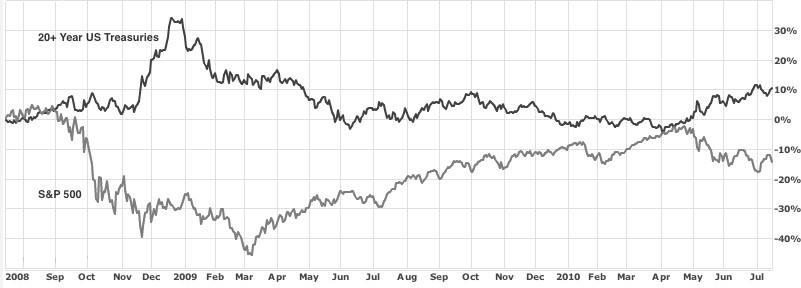 20+ Year US Treasuries
S&P 500
30%
20%
10%
0%
-10%
-20%
-30%
-40%
2008 Sep Oct Nov Dec 2009 Feb Mar Apr May Jun Jul Aug Sep Oct Nov Dec 2010 Feb Mar Apr May Jun Jul